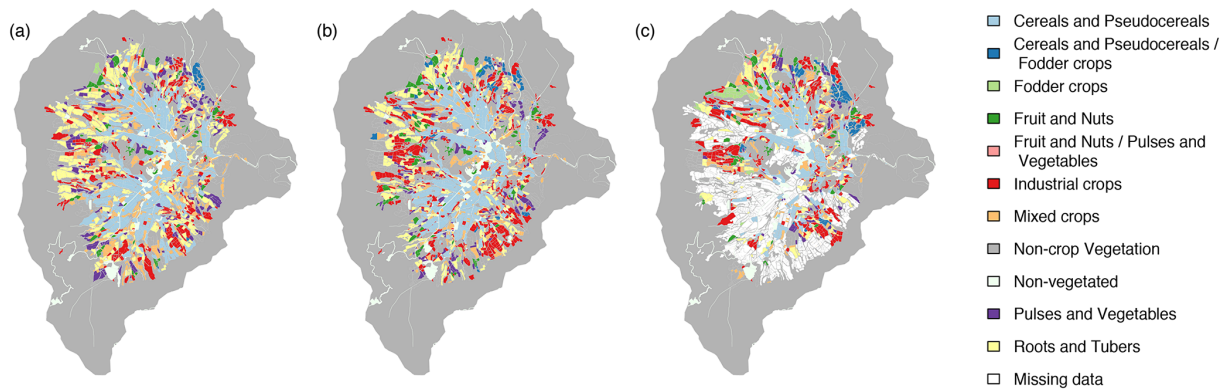 (a)
(b)
(c)
Cereals and Pseudocereals
Cereals and Pseudocereals /
Fodder crops
Fodder crops
Fruit and Nuts
Fruit and Nuts / Pulses and
Vegetables
Industrial crops
Mixed crops
Non-crop Vegetation
Non-vegetated
Pulses and Vegetables
Roots and Tubers
Missing data